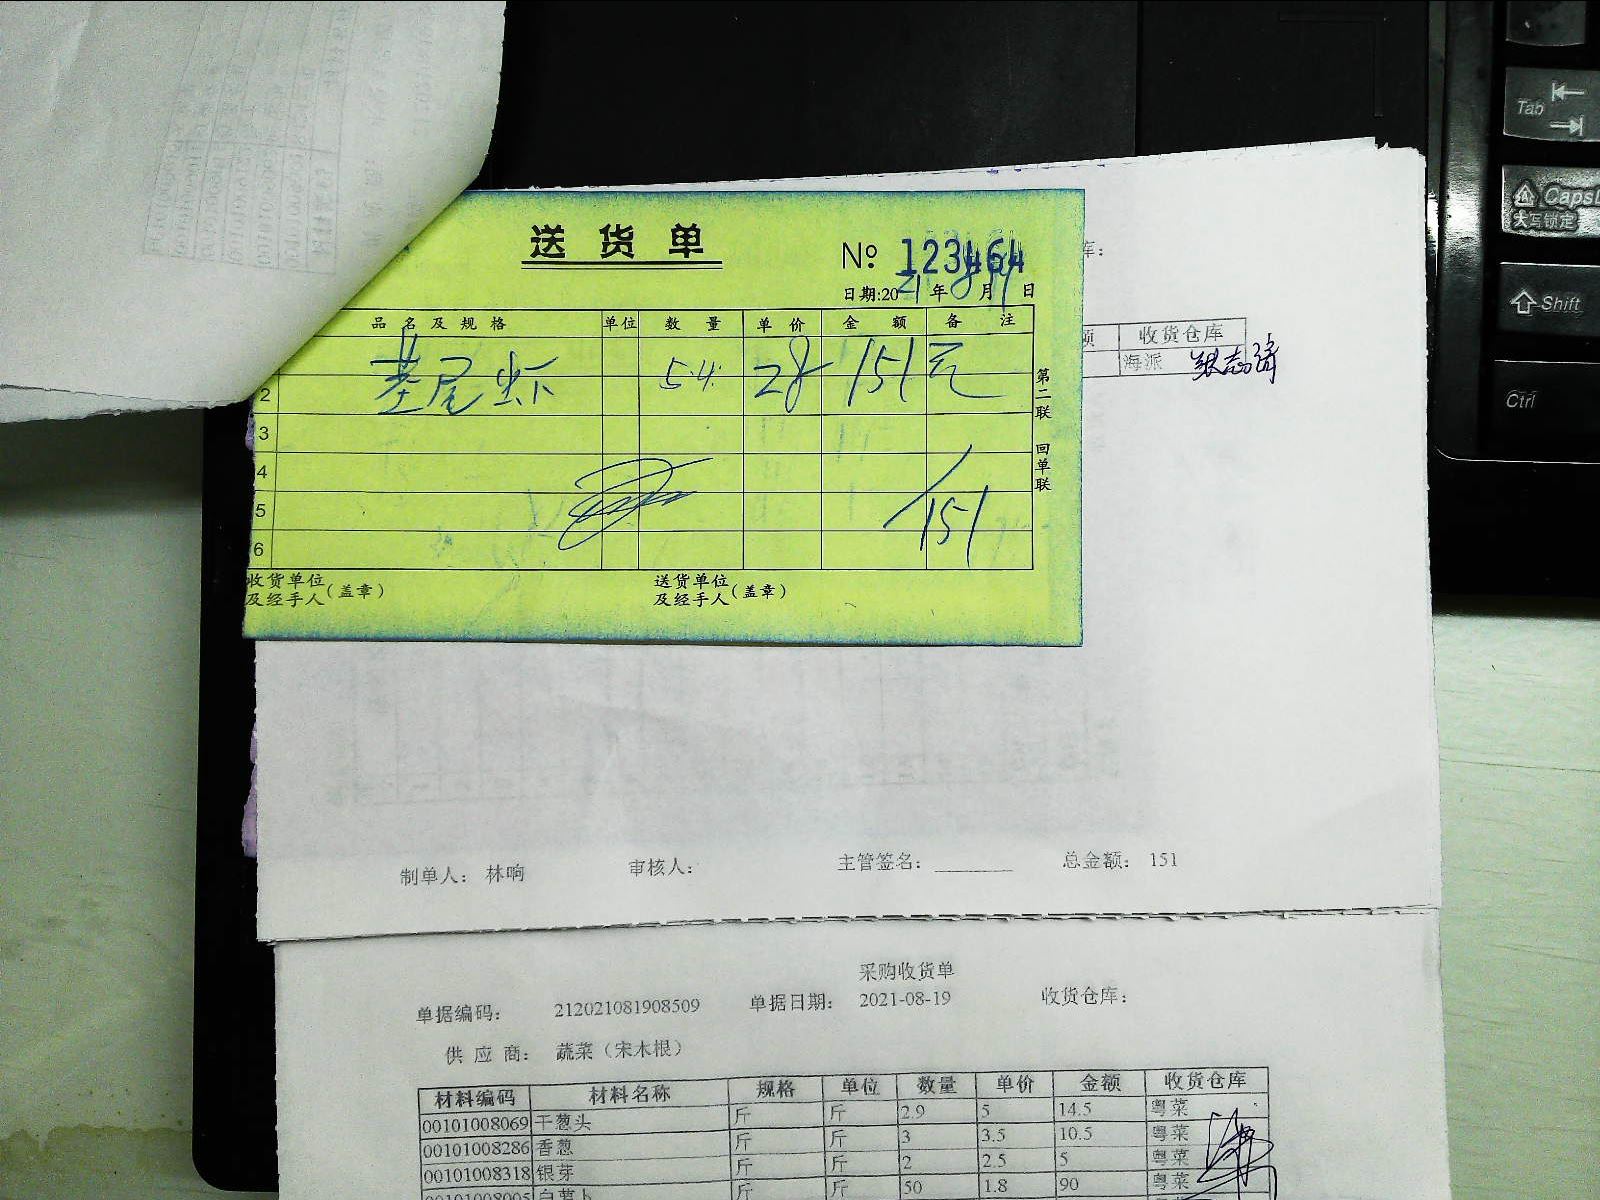 送货单
№ 123464
日期:2021年8月19日
品名及规格 单位 数量 单价 金额 备注
基尾虾 5.4 28 151元
2
3
4
5 151
6
收货单位及经手人(盖章) 送货单位及经手人(盖章)
第二联 回单联
库:
额 收货仓库
海派
制单人: 林响 审核人: 主管签名: 总金额: 151
采购收货单
单据编码: 212021081908509 单据日期: 2021-08-19 收货仓库:
供应商: 蔬菜(宋木根)
材料编码 材料名称 规格 单位 数量 单价 金额 收货仓库
00101008069 干葱头 斤 斤 2.9 5 14.5 粤菜
00101008286 香葱 斤 斤 3 3.5 10.5 粤菜
00101008318 银芽 斤 斤 2 2.5 5 粤菜
00101008005 白萝卜 斤 斤 50 1.8 90 粤菜
Tab
CapsL
大写锁定
Shift
Ctrl